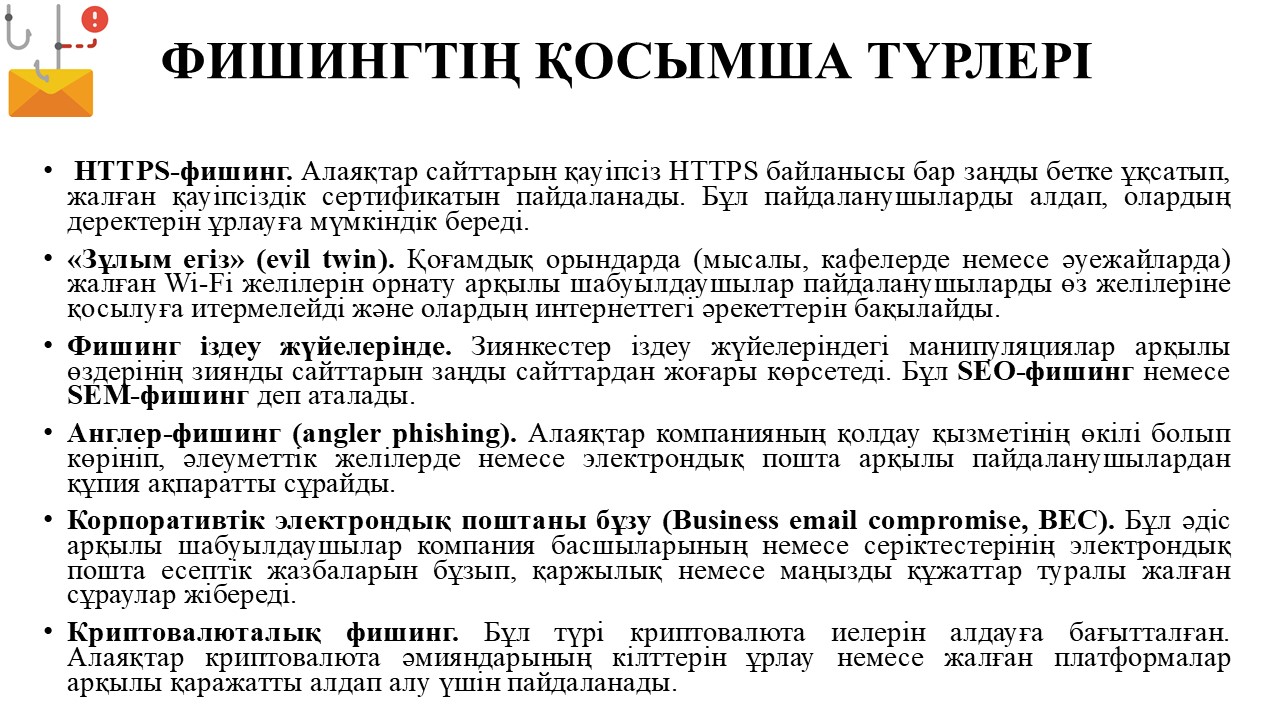 ФИШИНГТІҢ ҚОСЫМША ТҮРЛЕРІ
• HTTPS-фишинг. Алаяқтар сайттарын қауіпсіз HTTPS байланысы бар заңды бетке ұқсатып,
жалған қауіпсіздік сертификатын пайдаланады. Бұл пайдаланушыларды алдап, олардың
деректерін ұрлауға мүмкіндік береді.
• «Зұлым егіз» (evil twin). Қоғамдық орындарда (мысалы, кафелерде немесе әуежайларда)
жалған Wi-Fi желілерін орнату арқылы шабуылдаушылар пайдаланушыларды өз желілеріне
қосылуға итермелейді және олардың интернеттегі әрекеттерін бақылайды.
• Фишинг іздеу жүйелерінде. Зиянкестер іздеу жүйелеріндегі манипуляциялар арқылы
өздерінің зиянды сайттарын заңды сайттардан жоғары көрсетеді. Бұл SEO-фишинг немесе
SEM-фишинг деп аталады.
• Англер-фишинг (angler phishing). Алаяқтар компанияның қолдау қызметінің өкілі болып
көрініп, әлеуметтік желілерде немесе электрондық пошта арқылы пайдаланушылардан
құпия ақпаратты сұрайды.
• Корпоративтік электрондық поштаны бұзу (Business email compromise, BEC). Бұл әдіс
арқылы шабуылдаушылар компания басшыларының немесе серіктестерінің электрондық
пошта есептік жазбаларын бұзып, қаржылық немесе маңызды құжаттар туралы жалған
сұраулар жібереді.
• Криптовалюталық фишинг. Бұл түрі криптовалюта иелерін алдауға бағытталған.
Алаяқтар криптовалюта әмияндарының кілттерін ұрлау немесе жалған платформалар
арқылы қаражатты алдап алу үшін пайдаланады.